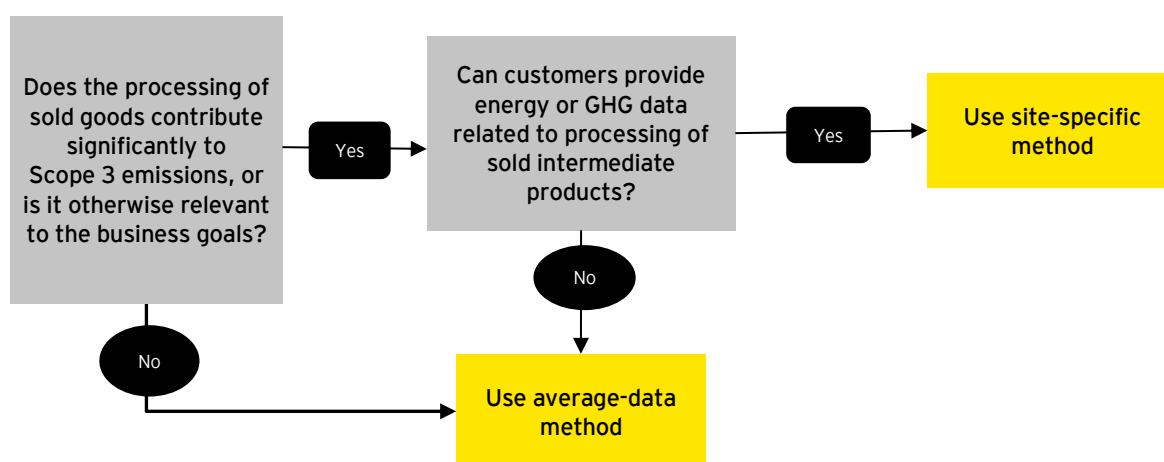 Does the processing of
sold goods contribute
significantly to
Scope 3 emissions, or
is it otherwise relevant
to the business goals?
Yes
Can customers provide
energy or GHG data
related to processing of
sold intermediate
products?
Yes
Use site-specific
method
No
No
Use average-data
method